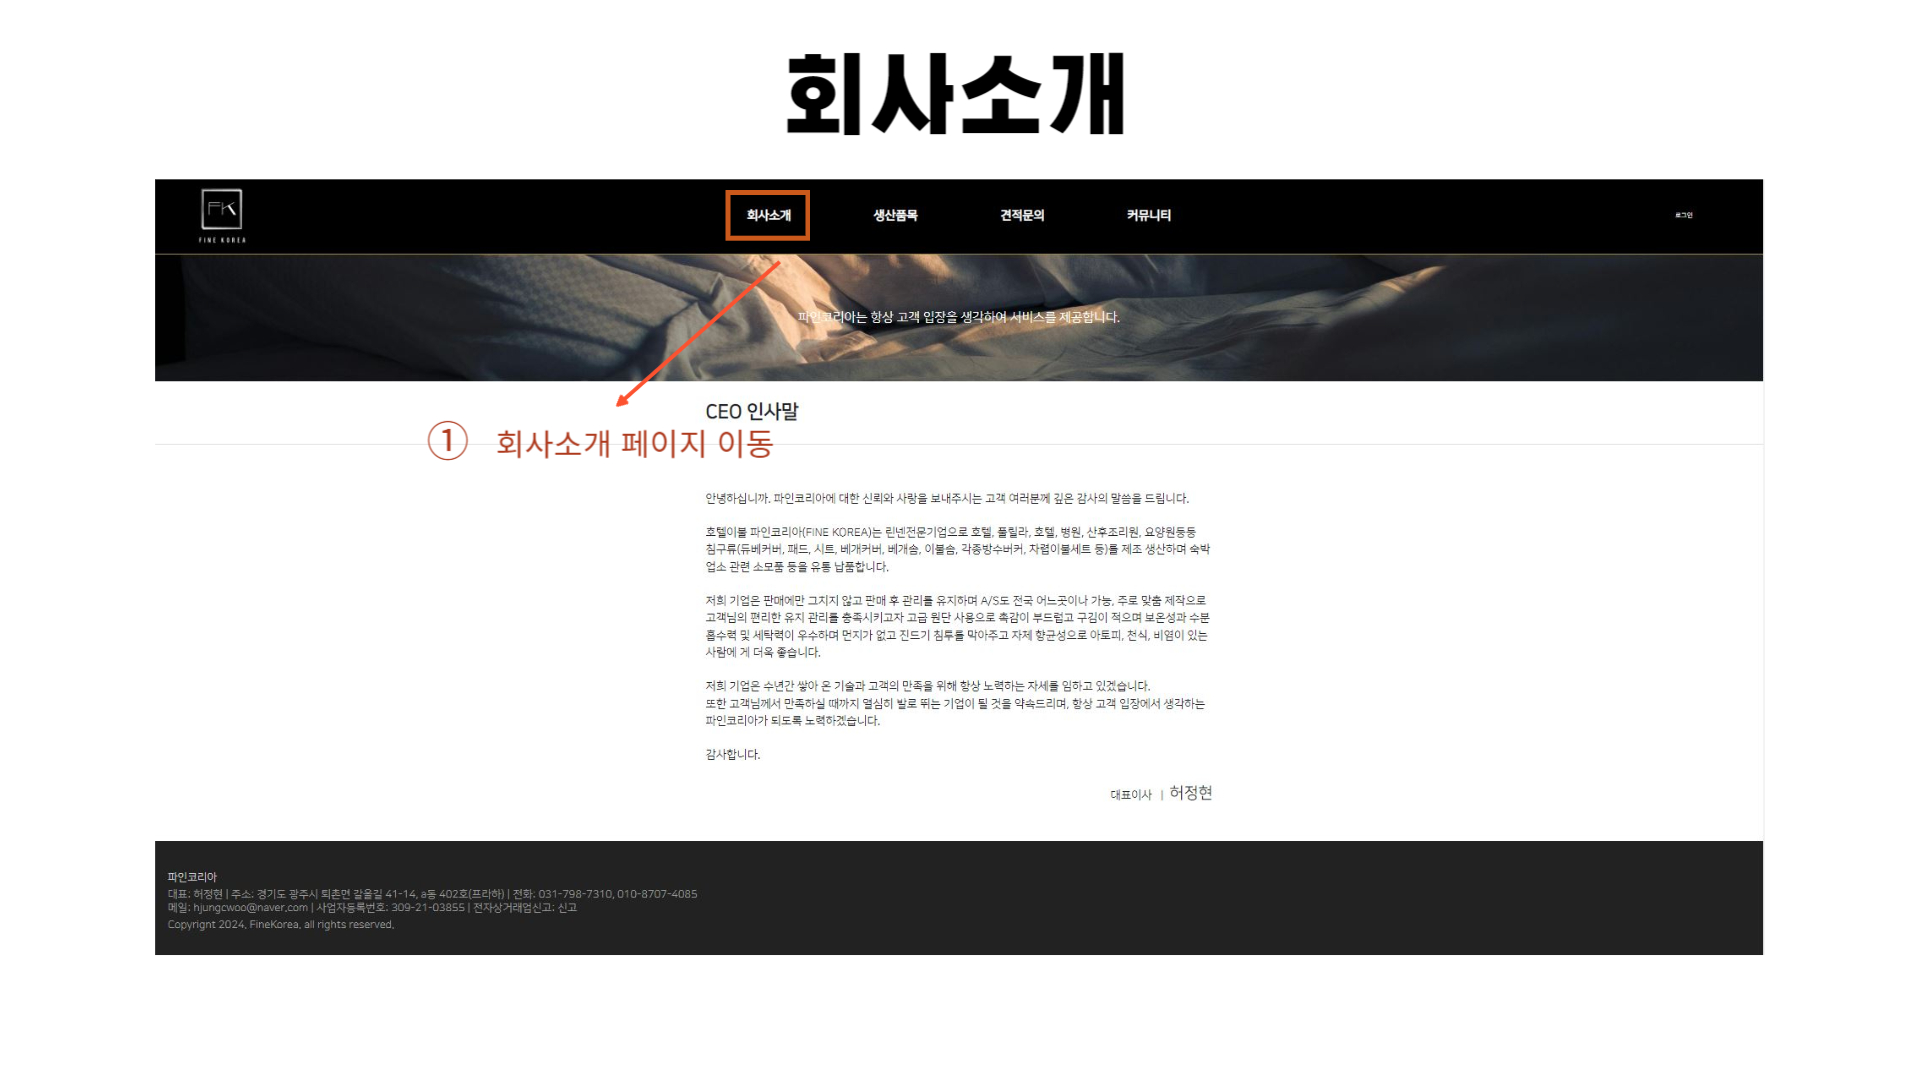 회사소개
FK
FINE KOREA
회사소개
생산품목
견적문의
커뮤니티
로그인
파인코리아는 항상 고객 입장을 생각하여 서비스를 제공합니다.
CEO 인사말
① 회사소개 페이지 이동
안녕하십니까. 파인코리아에 대한 신뢰와 사랑을 보내주시는 고객 여러분께 깊은 감사의 말씀을 드립니다.
호텔이불 파인코리아(FINE KOREA)는 린넨전문기업으로 호텔, 풀빌라, 호텔, 병원, 산후조리원, 요양원등등
침구류(듀베커버, 패드, 시트, 베개커버, 베개솜, 이불솜, 각종방수버커, 차렵이불세트 등)를 제조 생산하며 숙박
업소 관련 소모품 등을 유통 납품합니다.
저희 기업은 판매에만 그치지 않고 판매 후 관리를 유지하며 A/S도 전국 어느곳이나 가능, 주로 맞춤 제작으로
고객님의 편리한 유지 관리를 충족시키고자 고급 원단 사용으로 촉감이 부드럽고 구김이 적으며 보온성과 수분
흡수력 및 세탁력이 우수하며 먼지가 없고 진드기 침투를 막아주고 자제 향균성으로 아토피, 천식, 비염이 있는
사람에 게 더욱 좋습니다.
저희 기업은 수년간 쌓아 온 기술과 고객의 만족을 위해 항상 노력하는 자세를 임하고 있겠습니다.
또한 고객님께서 만족하실 때까지 열심히 발로 뛰는 기업이 될 것을 약속드리며, 항상 고객 입장에서 생각하는
파인코리아가 되도록 노력하겠습니다.
감사합니다.
대표이사 | 허정현
파인코리아
대표: 허정현 | 주소: 경기도 광주시 퇴촌면 갈올길 41-14, a동 402호(프라하) | 전화: 031-798-7310, 010-8707-4085
메일: hjungcwoo@naver.com | 사업자등록번호: 309-21-03855 | 전자상거래업신고: 신고
Copyrignt 2024. FineKorea. all rights reserved.